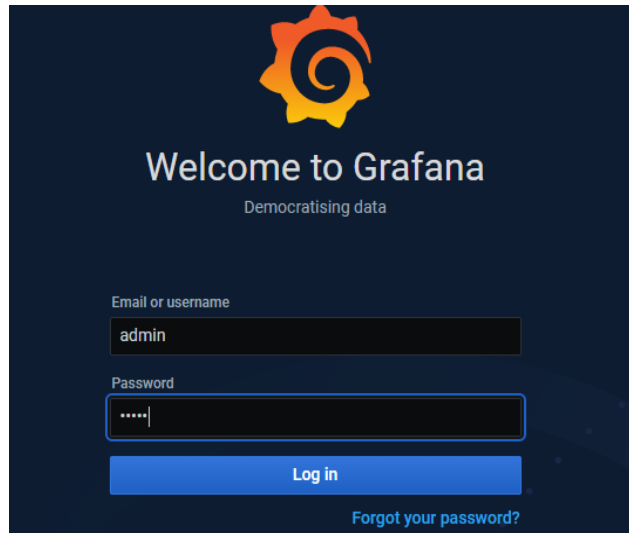 Welcome to Grafana
Democratising data
Email or username
admin
Password
•••••
Log in
Forgot your password?